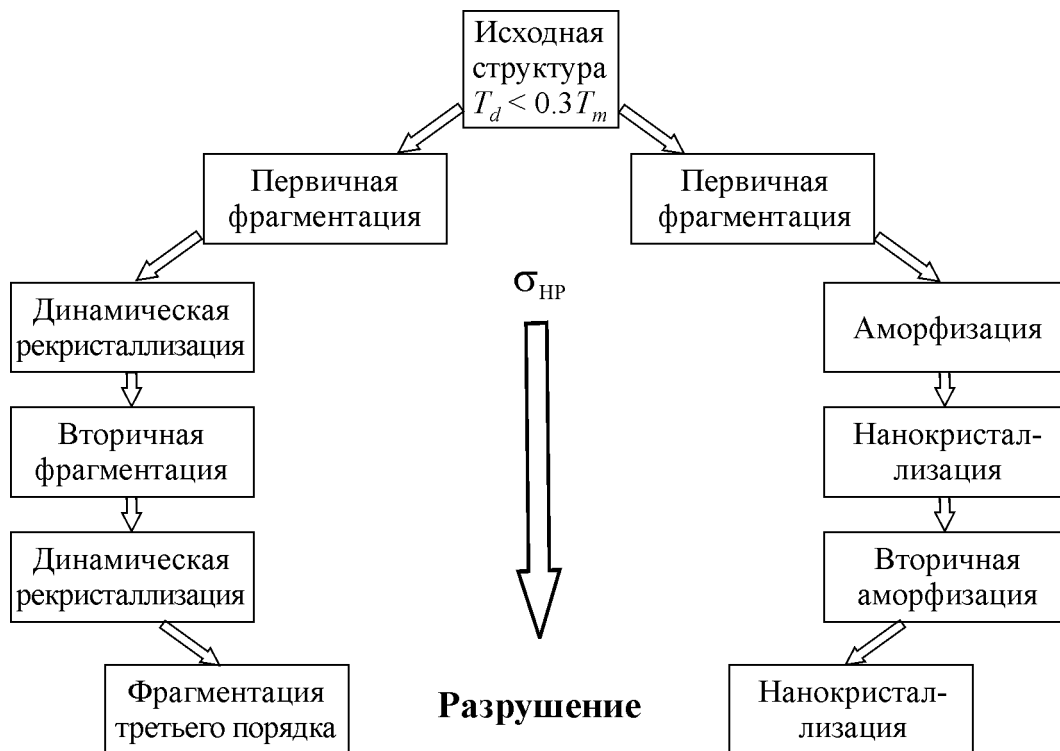 Исходная
структура
T_d < 0.3T_m
Первичная
фрагментация
Первичная
фрагментация
σ_НР
Динамическая
рекристаллизация
Аморфизация
Вторичная
фрагментация
Нанокристал-
лизация
Динамическая
рекристаллизация
Вторичная
аморфизация
Фрагментация
третьего порядка
Разрушение
Нанокристал-
лизация